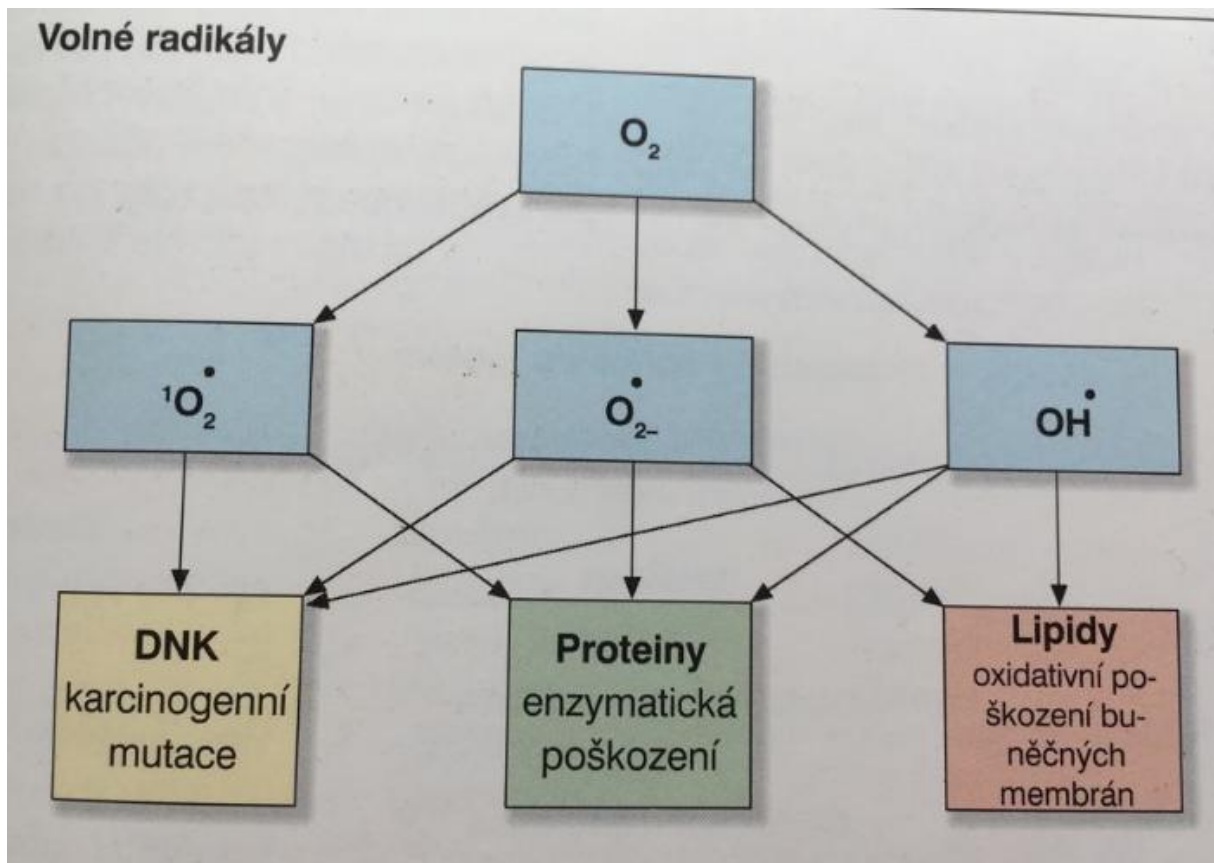 Volné radikály
O₂
¹O₂•
O₂₋•
OH•
DNK
karcinogenní
mutace
Proteiny
enzymatická
poškození
Lipidy
oxidativní po-
škození bu-
něčných
membrán